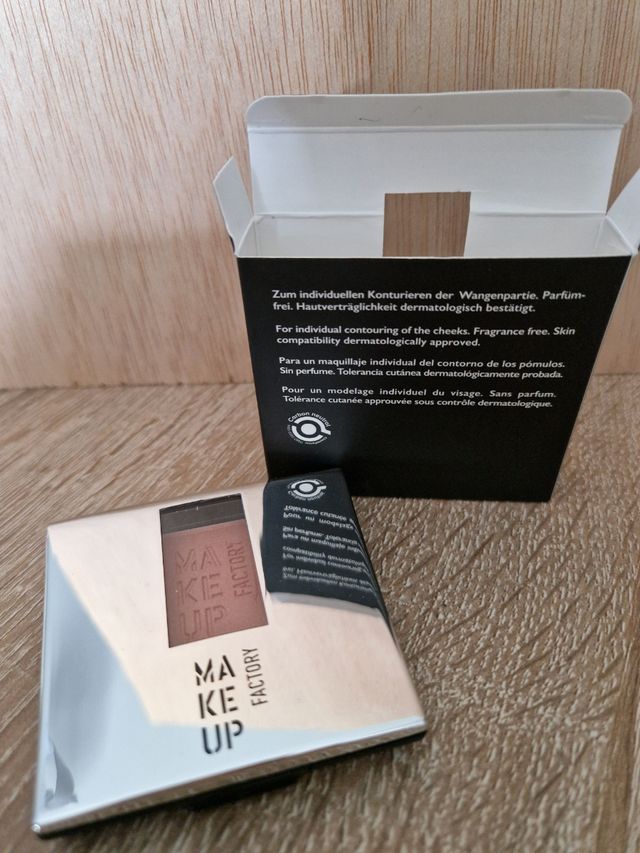 Zum individuellen Konturieren der Wangenpartie. Parfüm-
frei. Hautverträglichkeit dermatologisch bestätigt.
For individual contouring of the cheeks. Fragrance free. Skin
compatibility dermatologically approved.
Para un maquillaje individual del contorno de los pómulos.
Sin perfume. Tolerancia cutánea dermatológicamente probada.
Pour un modelage individuel du visage. Sans parfum.
Tolérance cutanée approuvée sous contrôle dermatologique.
Carbon neutral
MA
KE
UP
FACTORY
MA
KE
UP
FACTORY